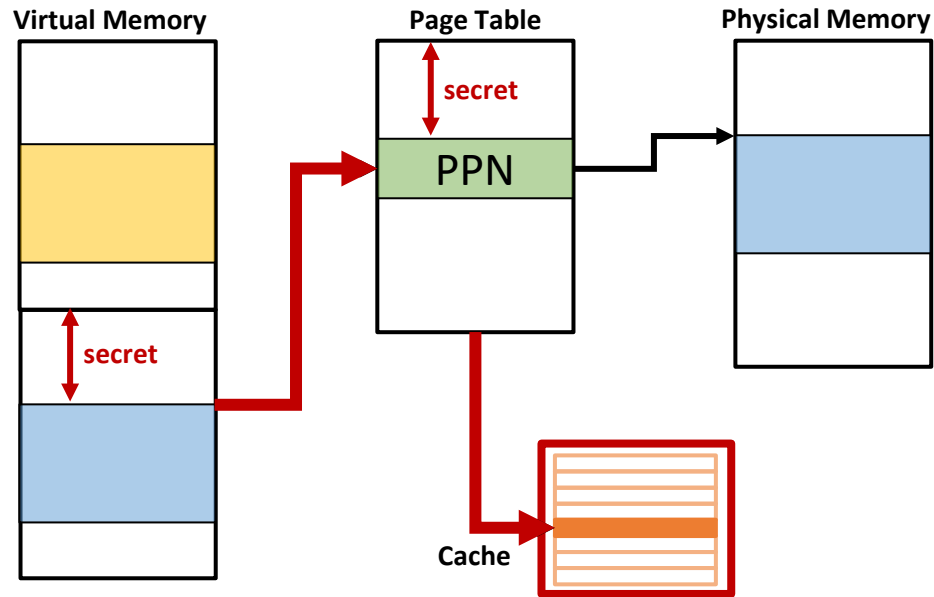 Virtual Memory
Page Table
Physical Memory
secret
PPN
secret
Cache